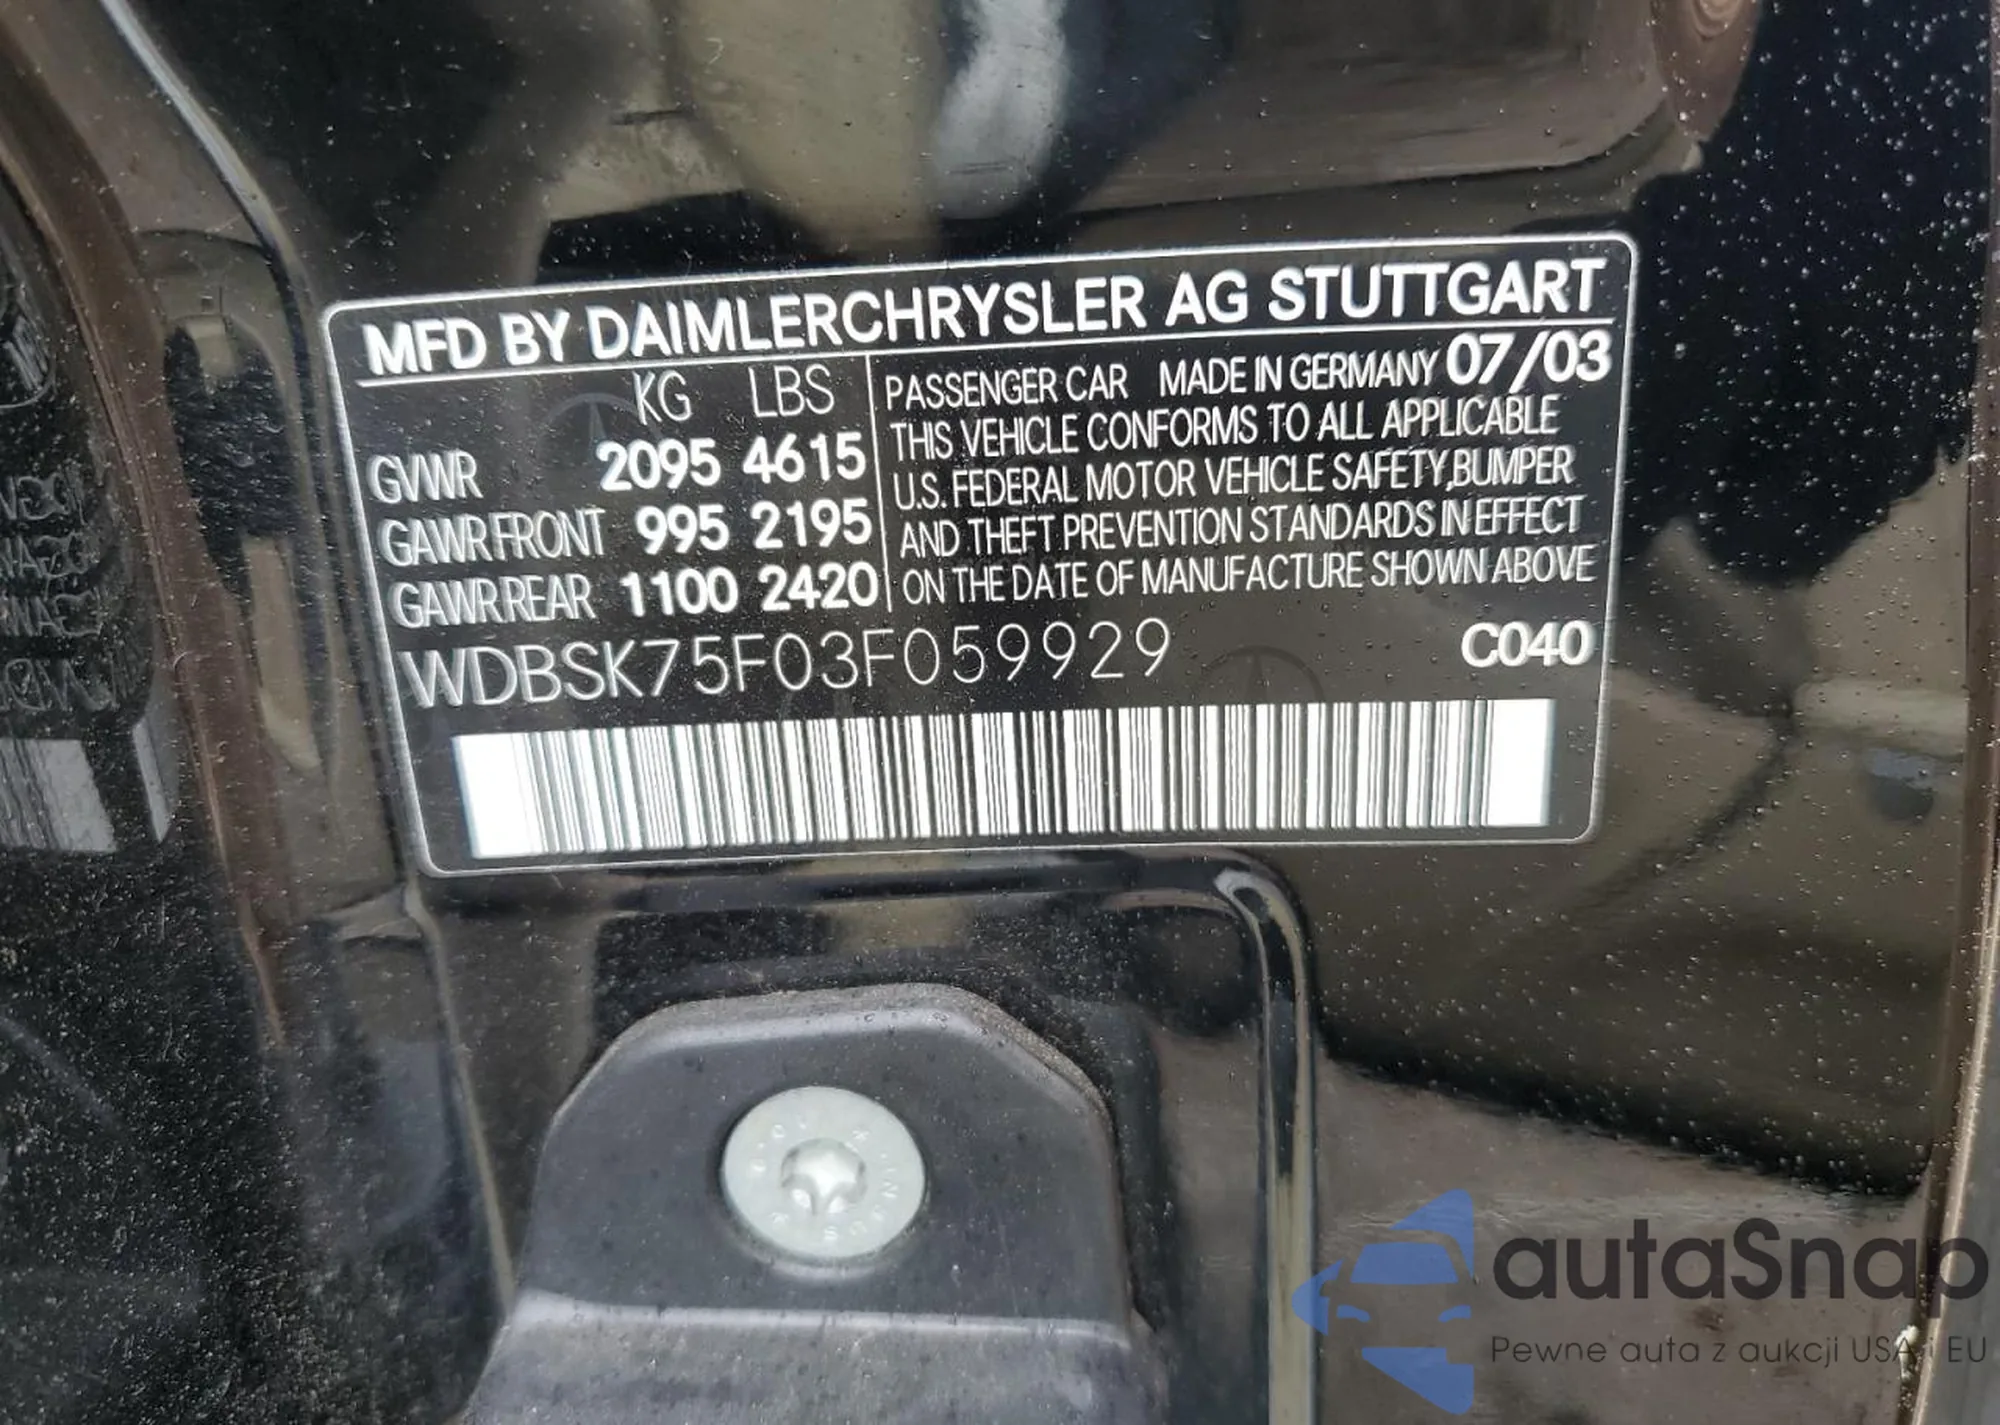 MFD BY DAIMLERCHRYSLER AG STUTTGART
KG LBS
GVWR 2095 4615
GAWR FRONT 995 2195
GAWR REAR 1100 2420
PASSENGER CAR MADE IN GERMANY 07/03
THIS VEHICLE CONFORMS TO ALL APPLICABLE
U.S. FEDERAL MOTOR VEHICLE SAFETY,BUMPER
AND THEFT PREVENTION STANDARDS IN EFFECT
ON THE DATE OF MANUFACTURE SHOWN ABOVE
WDBSK75F03F059929 C040
autaSnap
Pewne auta z aukcji USA i EU